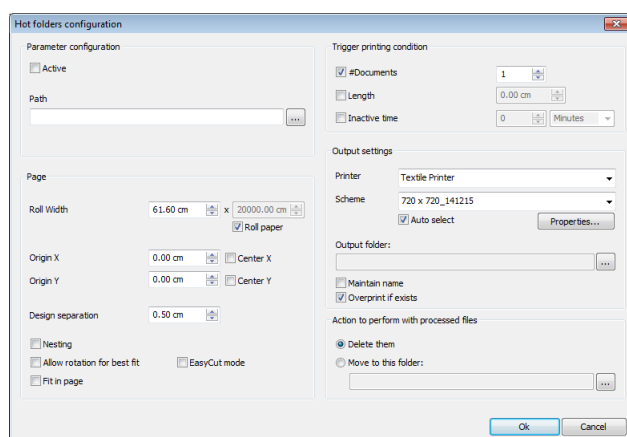 Hot folders configuration
Parameter configuration
Active
Path
...
Page
Roll Width 61.60 cm x 20000.00 cm
Roll paper
Origin X 0.00 cm Center X
Origin Y 0.00 cm Center Y
Design separation 0.50 cm
Nesting
Allow rotation for best fit EasyCut mode
Fit in page
Trigger printing condition
#Documents 1
Length 0.00 cm
Inactive time 0 Minutes
Output settings
Printer Textile Printer
Scheme 720 x 720_141215
Auto select Properties...
Output folder:
...
Maintain name
Overprint if exists
Action to perform with processed files
Delete them
Move to this folder:
...
Ok Cancel